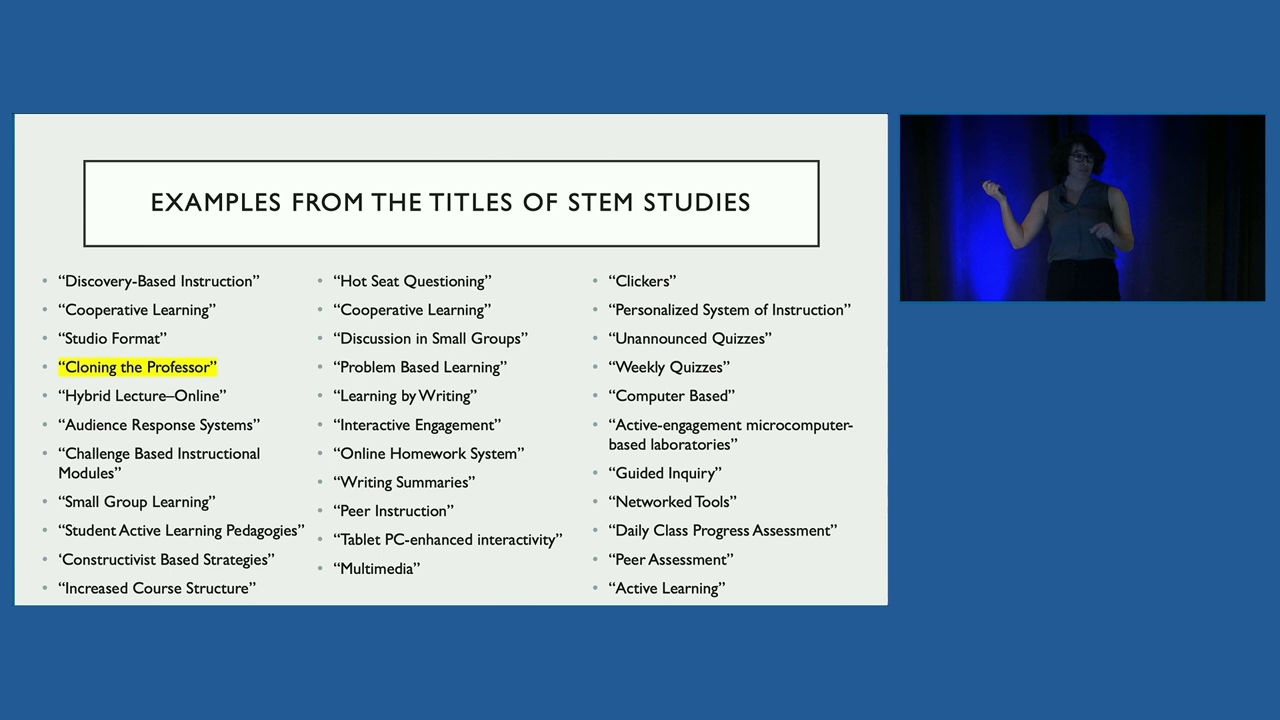 EXAMPLES FROM THE TITLES OF STEM STUDIES
• “Discovery-Based Instruction”
• “Cooperative Learning”
• “Studio Format”
• “Cloning the Professor”
• “Hybrid Lecture–Online”
• “Audience Response Systems”
• “Challenge Based Instructional
Modules”
• “Small Group Learning”
• “Student Active Learning Pedagogies”
• ‘Constructivist Based Strategies”
• “Increased Course Structure”
• “Hot Seat Questioning”
• “Cooperative Learning”
• “Discussion in Small Groups”
• “Problem Based Learning”
• “Learning by Writing”
• “Interactive Engagement”
• “Online Homework System”
• “Writing Summaries”
• “Peer Instruction”
• “Tablet PC-enhanced interactivity”
• “Multimedia”
• “Clickers”
• “Personalized System of Instruction”
• “Unannounced Quizzes”
• “Weekly Quizzes”
• “Computer Based”
• “Active-engagement microcomputer-
based laboratories”
• “Guided Inquiry”
• “Networked Tools”
• “Daily Class Progress Assessment”
• “Peer Assessment”
• “Active Learning”